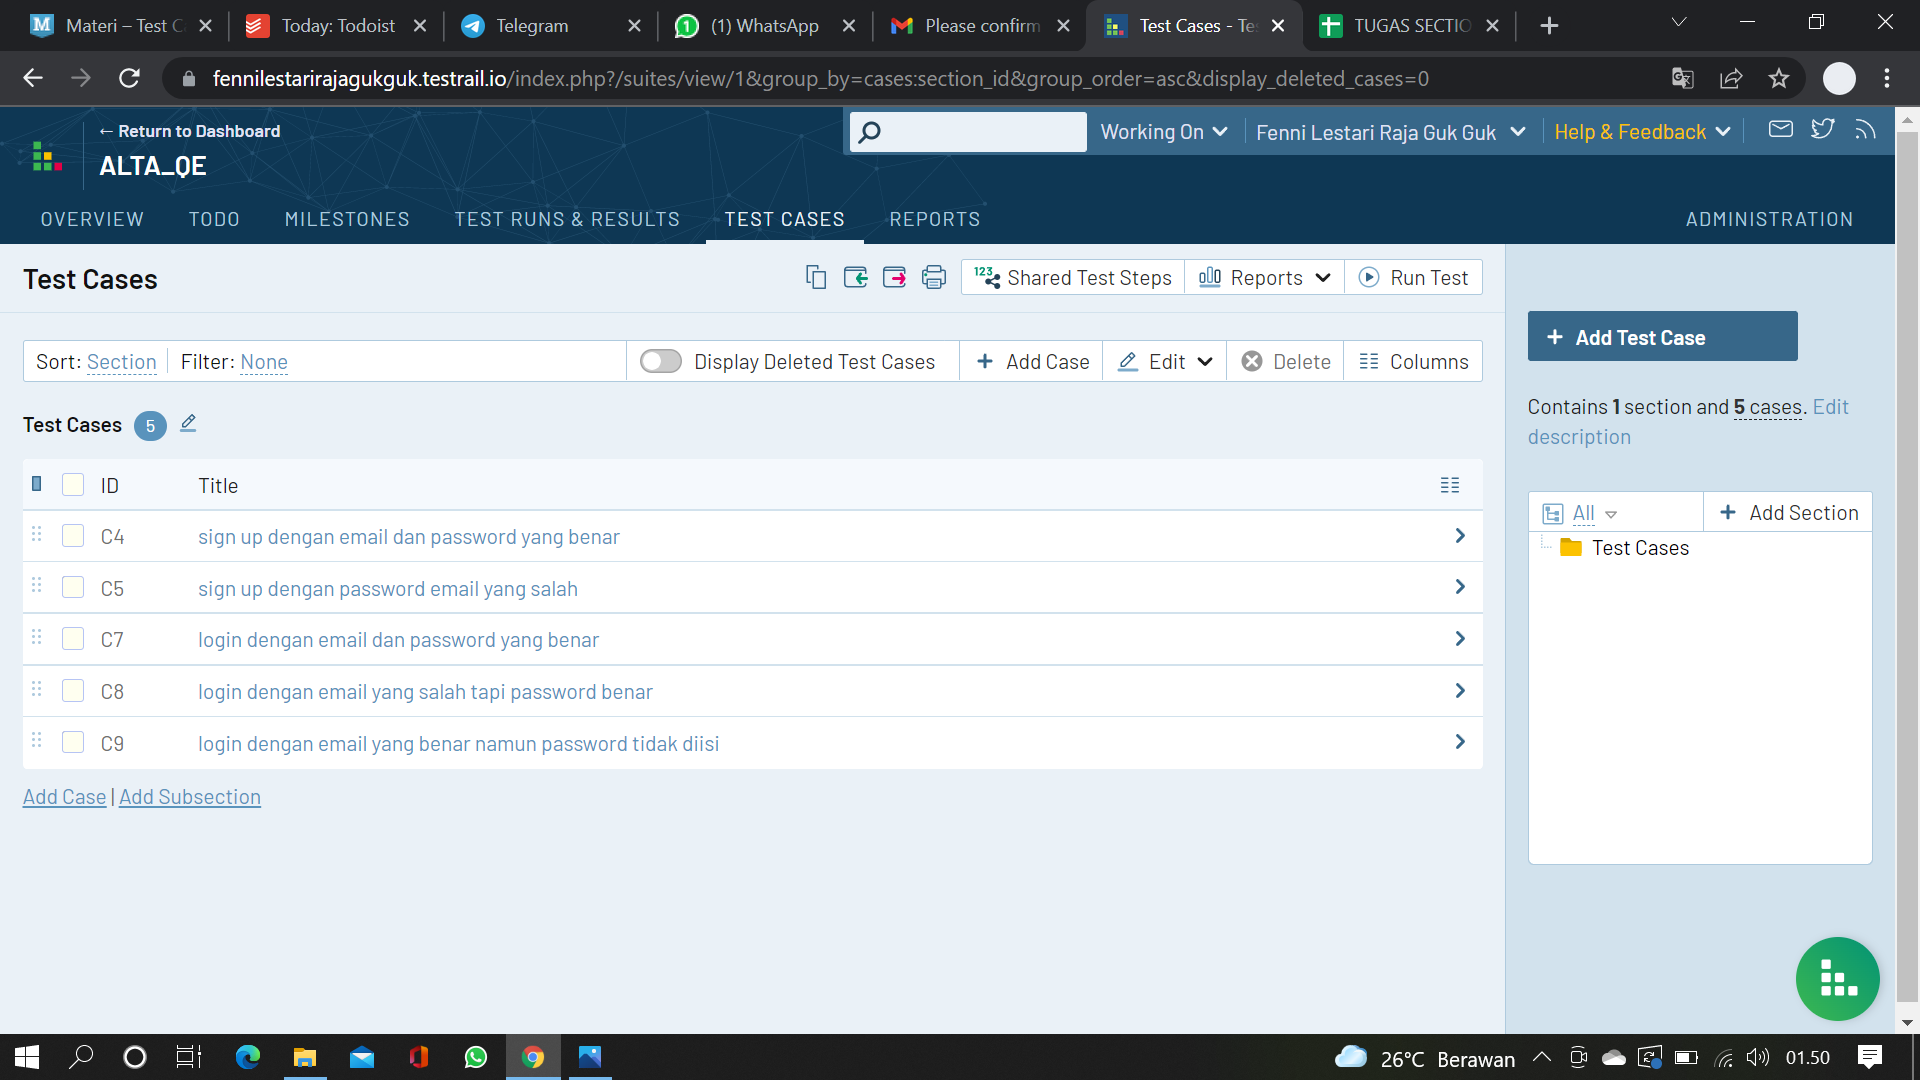 Materi – Test C
Today: Todoist
Telegram
(1) WhatsApp
Please confirm
Test Cases - Te
TUGAS SECTIO
fennilestarirajagukguk.testrail.io/index.php?/suites/view/1&group_by=cases:section_id&group_order=asc&display_deleted_cases=0
← Return to Dashboard
ALTA_QE
Working On
Fenni Lestari Raja Guk Guk
Help & Feedback
OVERVIEW
TODO
MILESTONES
TEST RUNS & RESULTS
TEST CASES
REPORTS
ADMINISTRATION
Test Cases
123 Shared Test Steps
Reports
Run Test
Sort: Section
Filter: None
Display Deleted Test Cases
Add Case
Edit
Delete
Columns
Test Cases 5
ID Title
C4 sign up dengan email dan password yang benar
C5 sign up dengan password email yang salah
C7 login dengan email dan password yang benar
C8 login dengan email yang salah tapi password benar
C9 login dengan email yang benar namun password tidak diisi
Add Case | Add Subsection
+ Add Test Case
Contains 1 section and 5 cases. Edit
description
All
+ Add Section
Test Cases
26°C Berawan
01.50